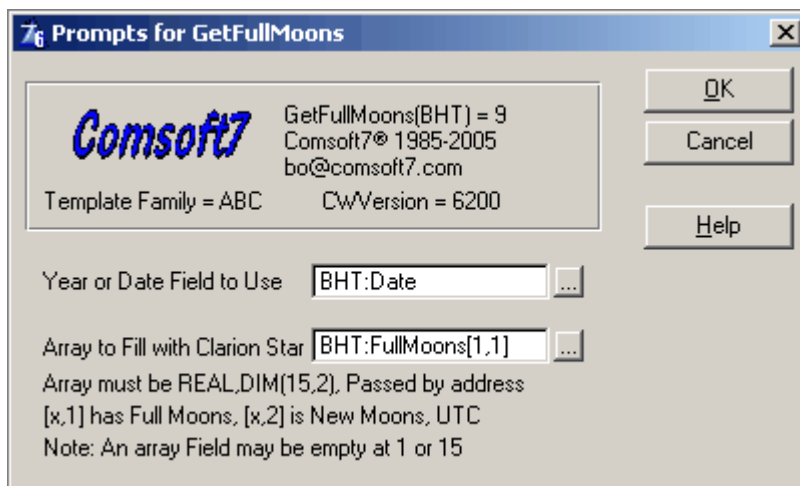 Prompts for GetFullMoons
Comsoft7
GetFullMoons(BHT) = 9
Comsoft7® 1985-2005
bo@comsoft7.com
Template Family = ABC CWVersion = 6200
OK
Cancel
Help
Year or Date Field to Use BHT:Date ...
Array to Fill with Clarion Star BHT:FullMoons[1,1] ...
Array must be REAL,DIM(15,2), Passed by address
[x,1] has Full Moons, [x,2] is New Moons, UTC
Note: An array Field may be empty at 1 or 15